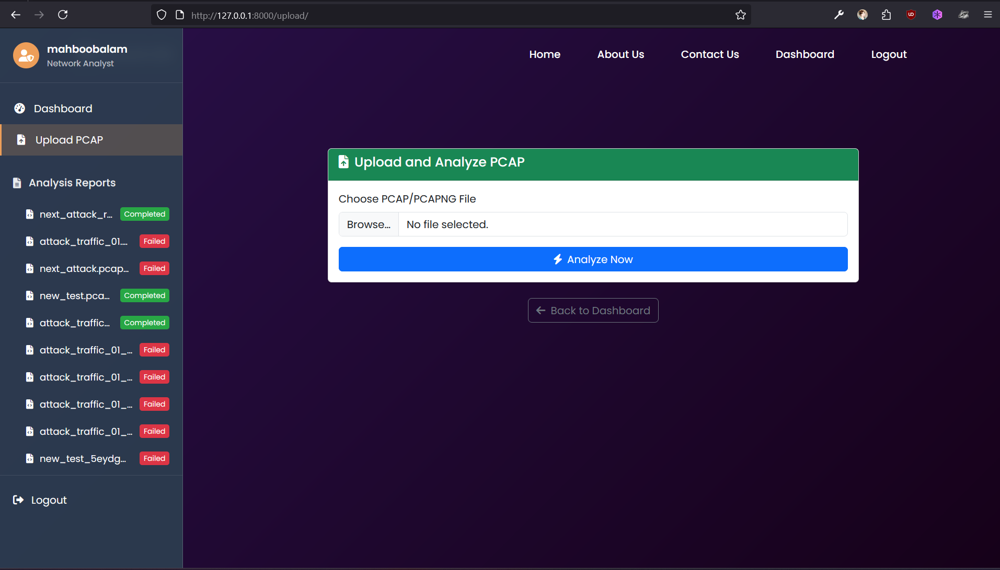 http://127.0.0.1:8000/upload/
mahboobalam
Network Analyst
Home
About Us
Contact Us
Dashboard
Logout
Dashboard
Upload PCAP
Analysis Reports
next_attack_r... Completed
attack_traffic_01.... Failed
next_attack.pcap... Failed
new_test.pca... Completed
attack_traffic... Completed
attack_traffic_01_... Failed
attack_traffic_01_... Failed
attack_traffic_01_... Failed
attack_traffic_01_... Failed
new_test_5eydg... Failed
Logout
Upload and Analyze PCAP
Choose PCAP/PCAPNG File
Browse... No file selected.
Analyze Now
Back to Dashboard